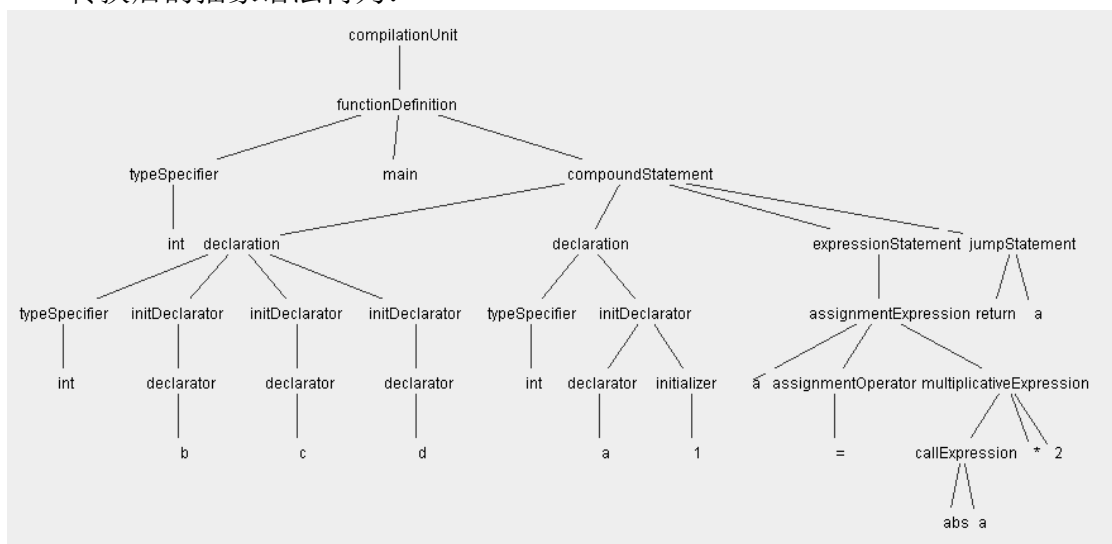 转换后的抽象语法树为:
compilationUnit
functionDefinition
typeSpecifier main compoundStatement
int declaration declaration expressionStatement jumpStatement
typeSpecifier initDeclarator initDeclarator initDeclarator typeSpecifier initDeclarator assignmentExpression return a
int declarator declarator declarator int declarator initializer a assignmentOperator multiplicativeExpression
b c d a 1 = callExpression * 2
abs a